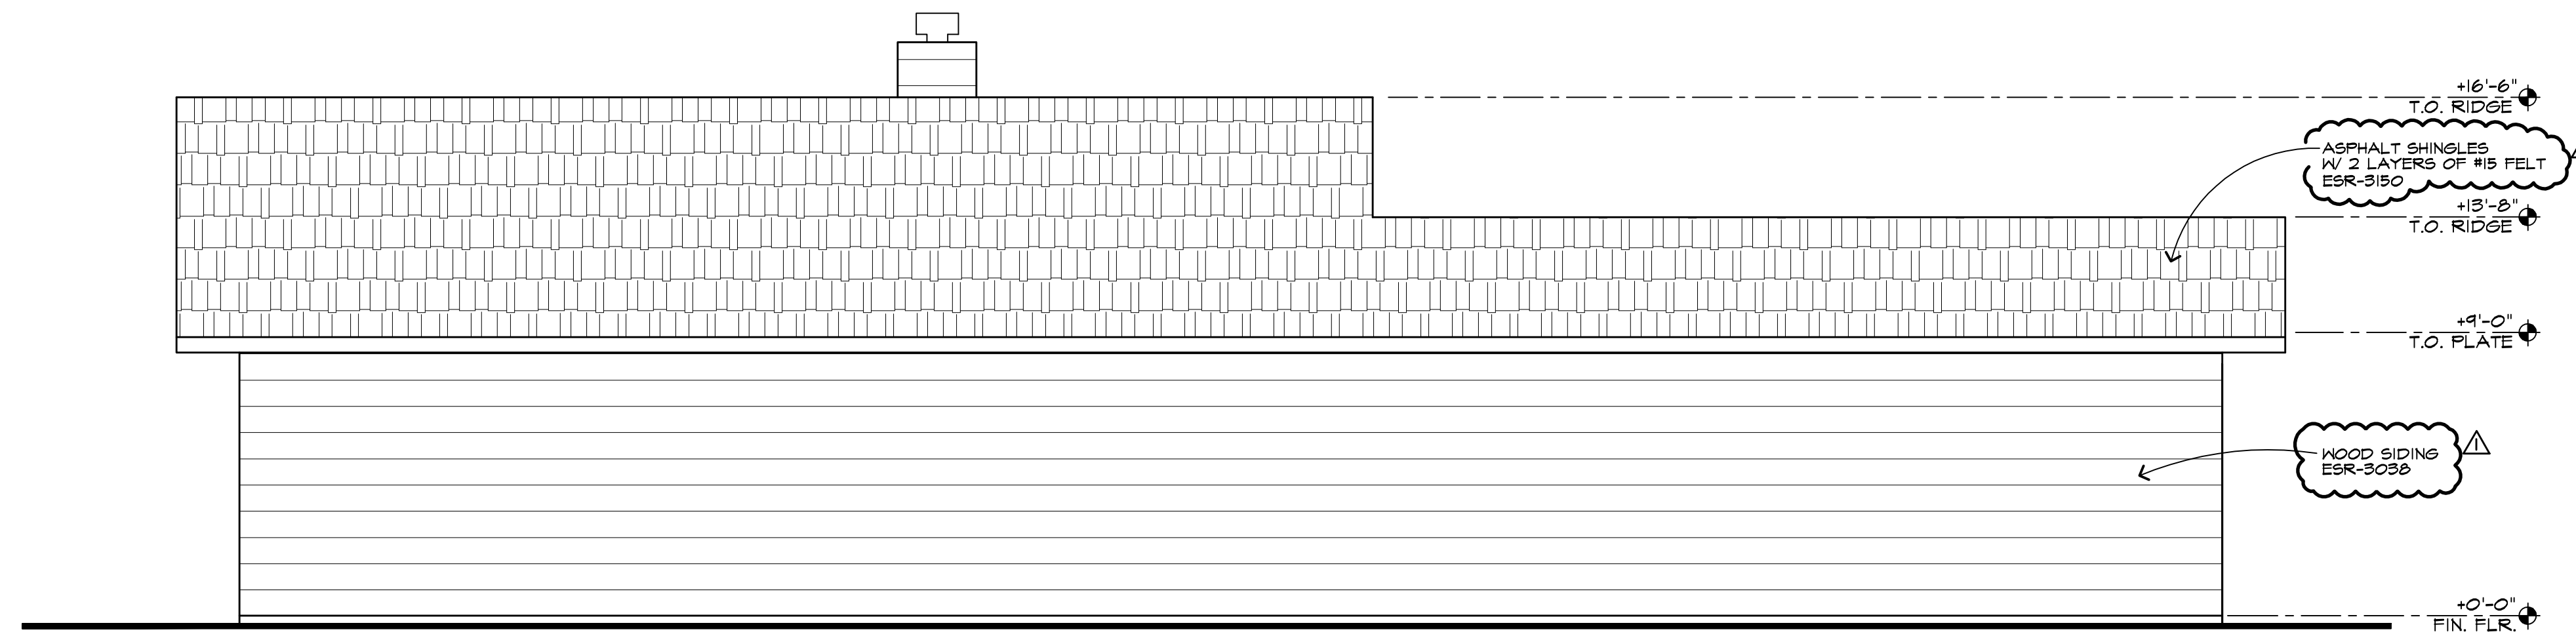 +16'-6"
T.O. RIDGE
ASPHALT SHINGLES
W/ 2 LAYERS OF #15 FELT
ESR-3150
+13'-8"
T.O. RIDGE
+9'-0"
T.O. PLATE
WOOD SIDING
ESR-3038
1
+0'-0"
FIN. FLR.